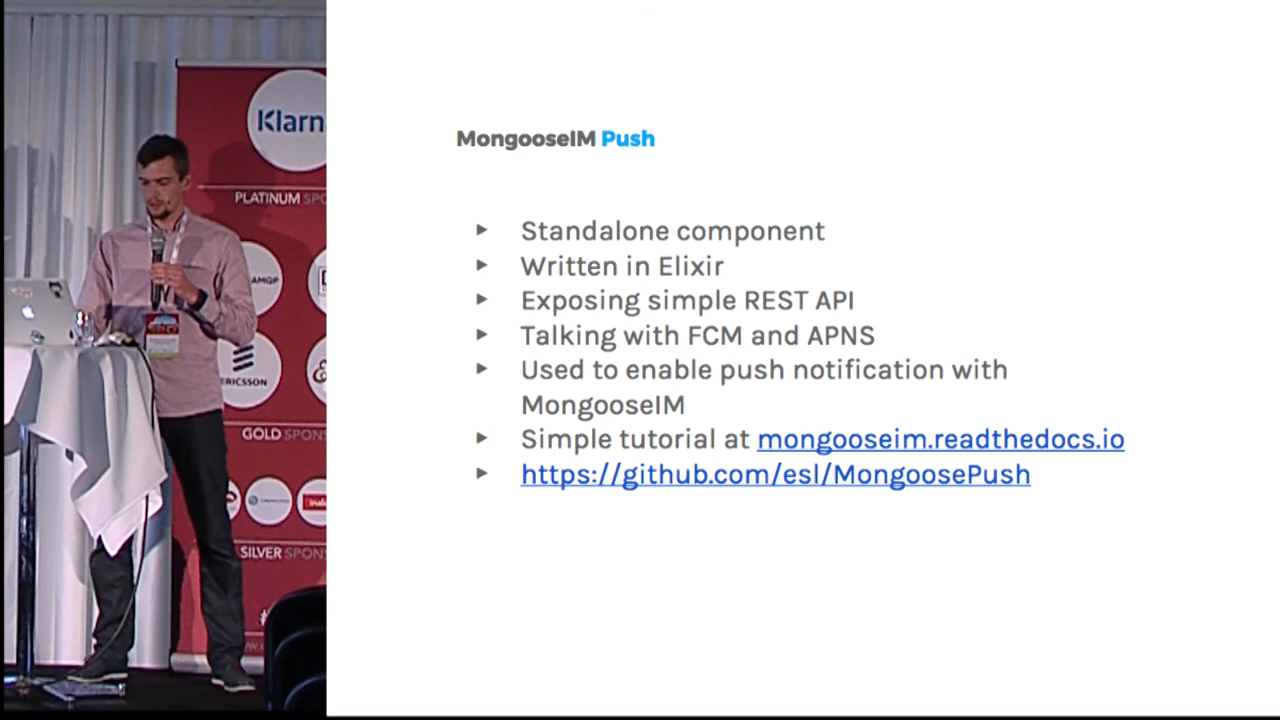 Klarn
PLATINUM SPO
AMQP
ERICSSON
GOLD SPONS
SILVER SPONS
MongooseIM Push
▸ Standalone component
▸ Written in Elixir
▸ Exposing simple REST API
▸ Talking with FCM and APNS
▸ Used to enable push notification with
MongooseIM
▸ Simple tutorial at mongooseim.readthedocs.io
▸ https://github.com/esl/MongoosePush